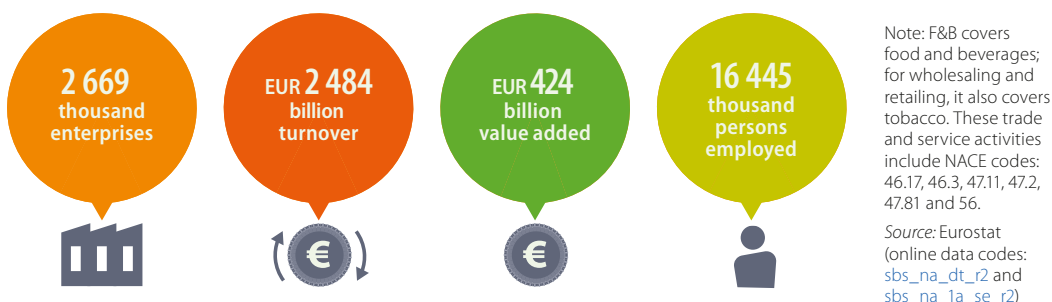 2 669
thousand
enterprises
EUR 2 484
billion
turnover
€
EUR 424
billion
value added
€
16 445
thousand
persons
employed
Note: F&B covers
food and beverages;
for wholesaling and
retailing, it also covers
tobacco. These trade
and service activities
include NACE codes:
46.17, 46.3, 47.11, 47.2,
47.81 and 56.
Source: Eurostat
(online data codes:
sbs_na_dt_r2 and
sbs_na_1a_se_r2)